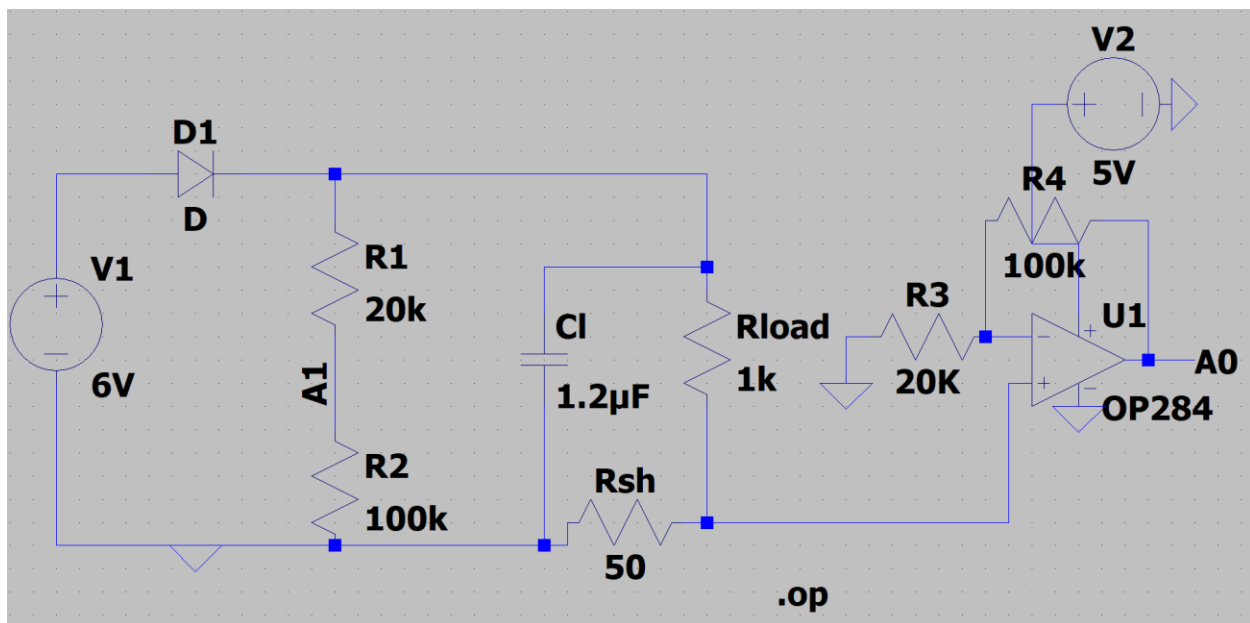 V2
5V
D1
D
R4
100k
V1
6V
R1
20k
A1
R2
100k
Cl
1.2µF
Rload
1k
R3
20K
U1
OP284
A0
Rsh
50
.op